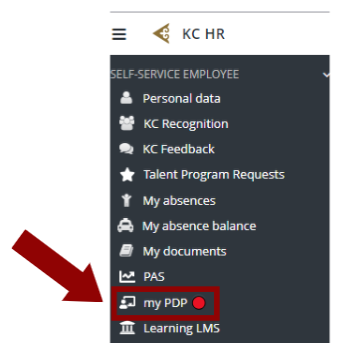 KC HR
SELF-SERVICE EMPLOYEE
Personal data
KC Recognition
KC Feedback
Talent Program Requests
My absences
My absence balance
My documents
PAS
my PDP
Learning LMS